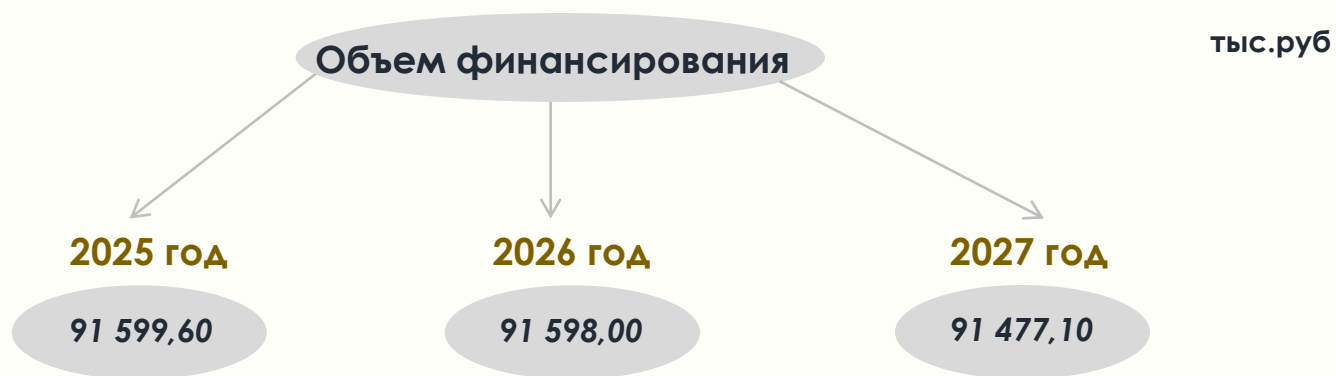 Объем финансирования
тыс.руб
2025 год
2026 год
2027 год
91 599,60
91 598,00
91 477,10